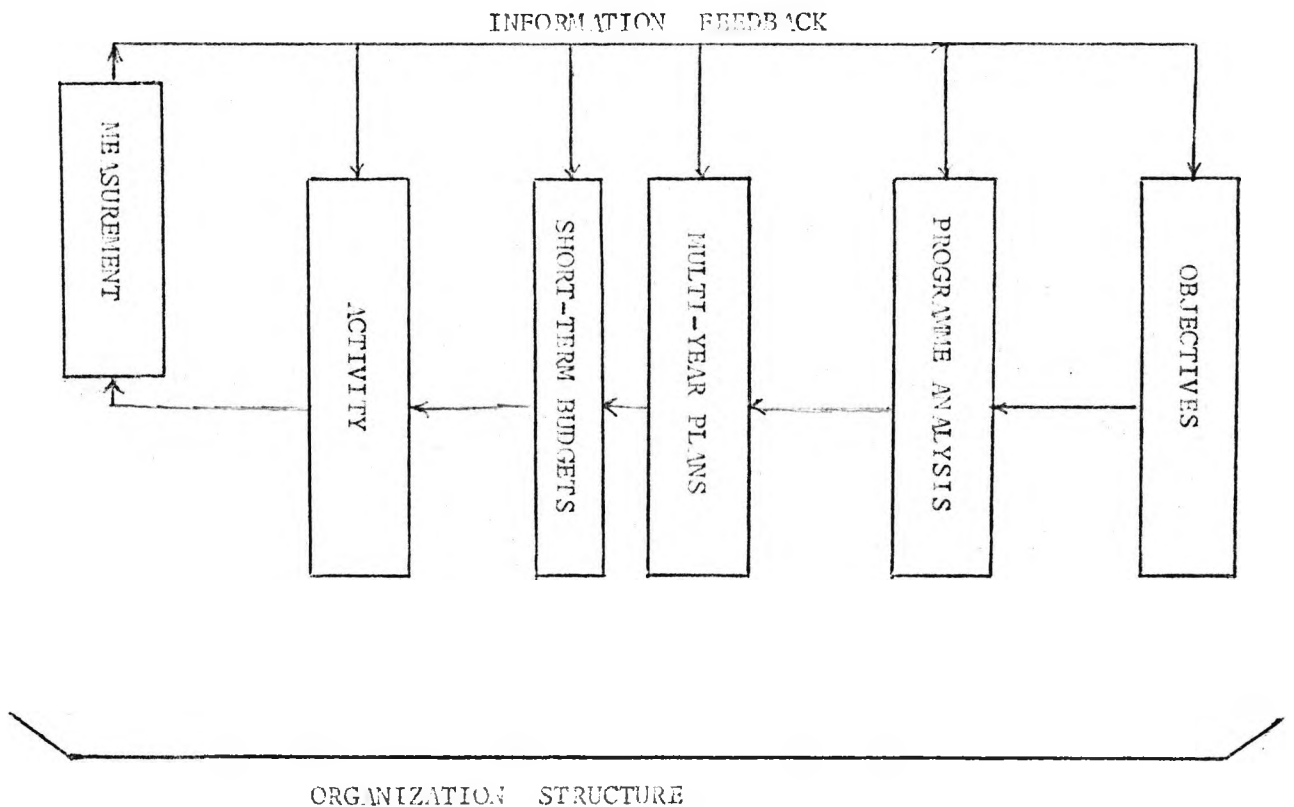 INFORMATION FEEDBACK
MEASUREMENT
ACTIVITY
SHORT-TERM BUDGETS
MULTI-YEAR PLANS
PROGRAMME ANALYSIS
OBJECTIVES
ORGANIZATION STRUCTURE